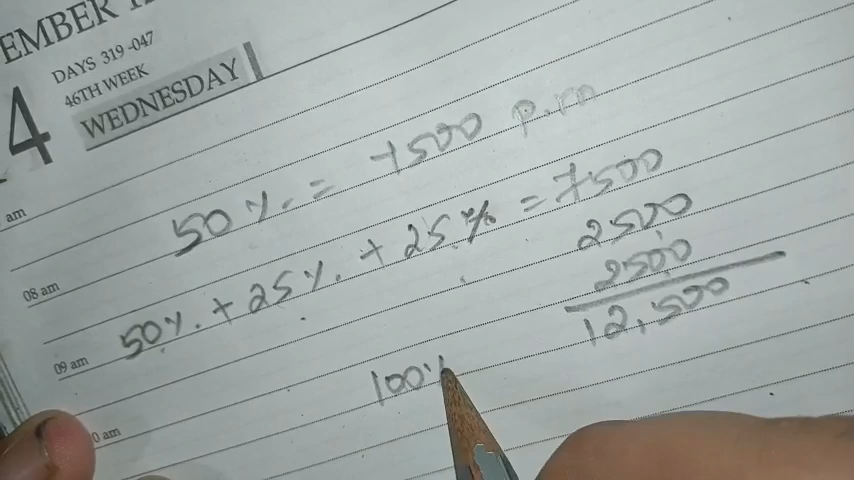 EMBER
4
DAYS 319-047
46TH WEEK
WEDNESDAY
am
50%. = 7500 P.m
08 am
50%. + 25%. + 25% = 7500
2500
2500
09 am
12,500
100%
0 am